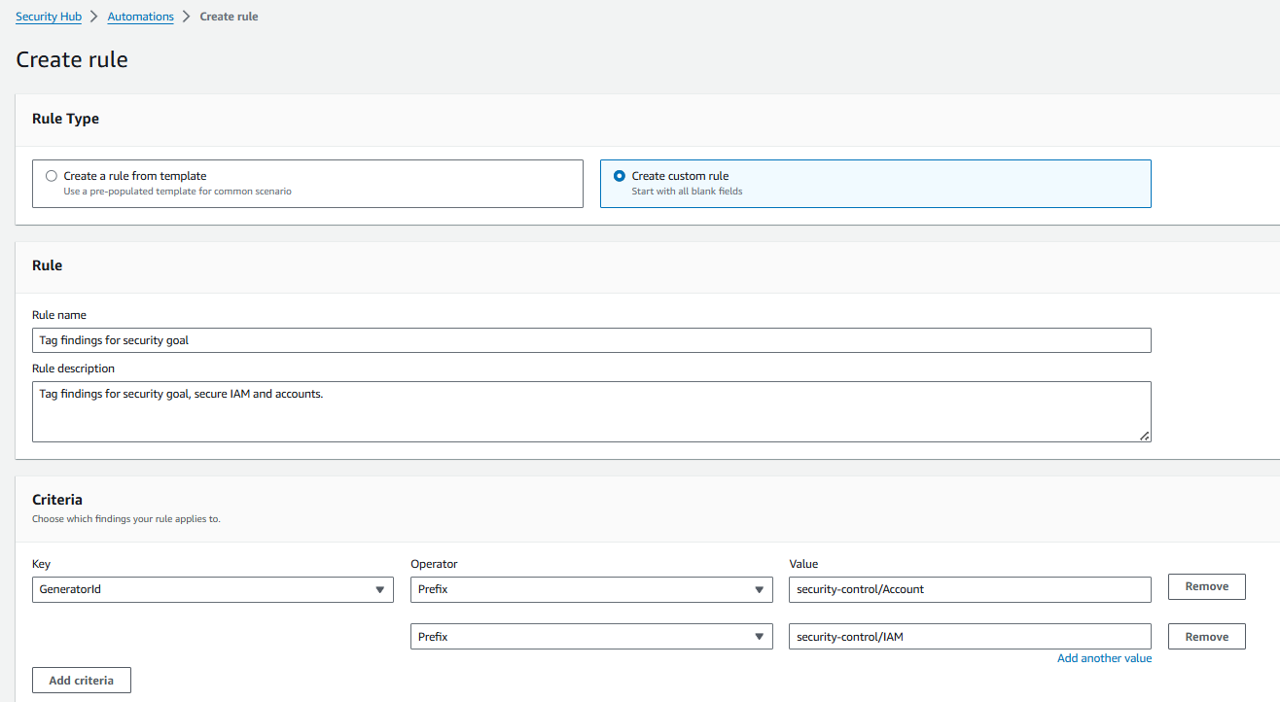 Security Hub > Automations > Create rule
Create rule
Rule Type
Create a rule from template
Use a pre-populated template for common scenario
Create custom rule
Start with all blank fields
Rule
Rule name
Tag findings for security goal
Rule description
Tag findings for security goal, secure IAM and accounts.
Criteria
Choose which findings your rule applies to.
Key Operator Value
GeneratorId Prefix security-control/Account Remove
Prefix security-control/IAM Remove
Add another value
Add criteria